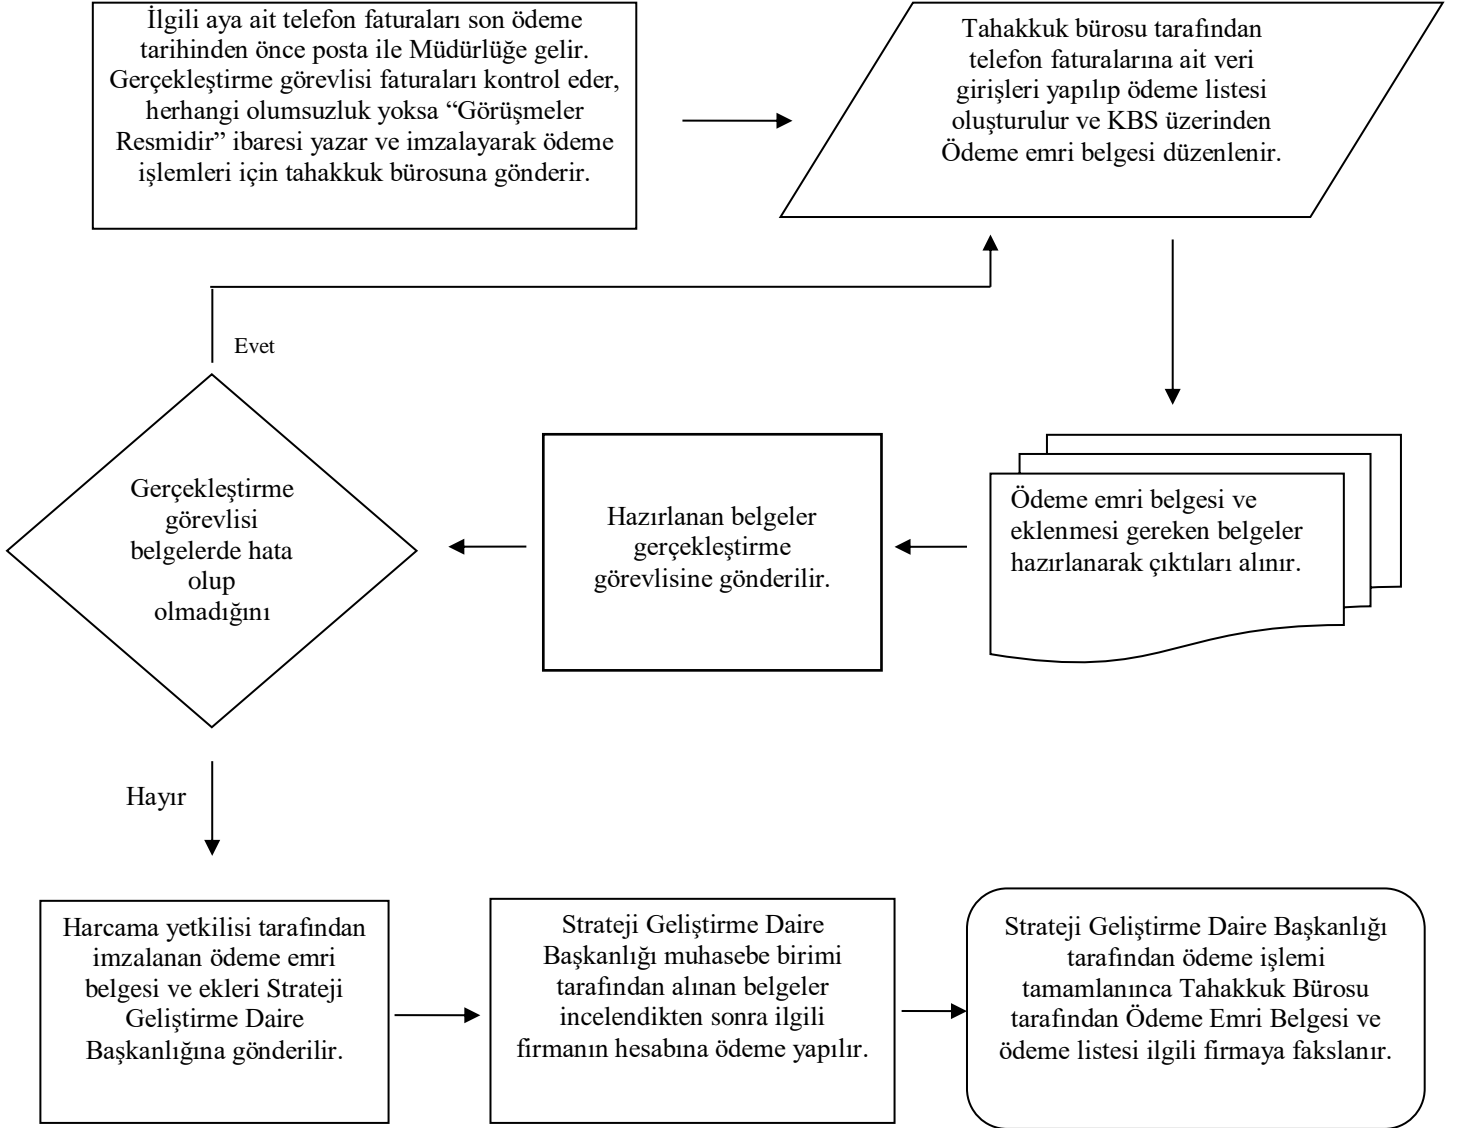 İlgili aya ait telefon faturaları son ödeme
tarihinden önce posta ile Müdürlüğe gelir.
Gerçekleştirme görevlisi faturaları kontrol eder,
herhangi olumsuzluk yoksa “Görüşmeler
Resmidir” ibaresi yazar ve imzalayarak ödeme
işlemleri için tahakkuk bürosuna gönderir.
Tahakkuk bürosu tarafından
telefon faturalarına ait veri
girişleri yapılıp ödeme listesi
oluşturulur ve KBS üzerinden
Ödeme emri belgesi düzenlenir.
Ödeme emri belgesi ve
eklenmesi gereken belgeler
hazırlanarak çıktıları alınır.
Hazırlanan belgeler
gerçekleştirme
görevlisine gönderilir.
Gerçekleştirme
görevlisi
belgelerde hata
olup
olmadığını
Evet
Hayır
Harcama yetkilisi tarafından
imzalanan ödeme emri
belgesi ve ekleri Strateji
Geliştirme Daire
Başkanlığına gönderilir.
Strateji Geliştirme Daire
Başkanlığı muhasebe birimi
tarafından alınan belgeler
incelendikten sonra ilgili
firmanın hesabına ödeme yapılır.
Strateji Geliştirme Daire Başkanlığı
tarafından ödeme işlemi
tamamlanınca Tahakkuk Bürosu
tarafından Ödeme Emri Belgesi ve
ödeme listesi ilgili firmaya fakslanır.